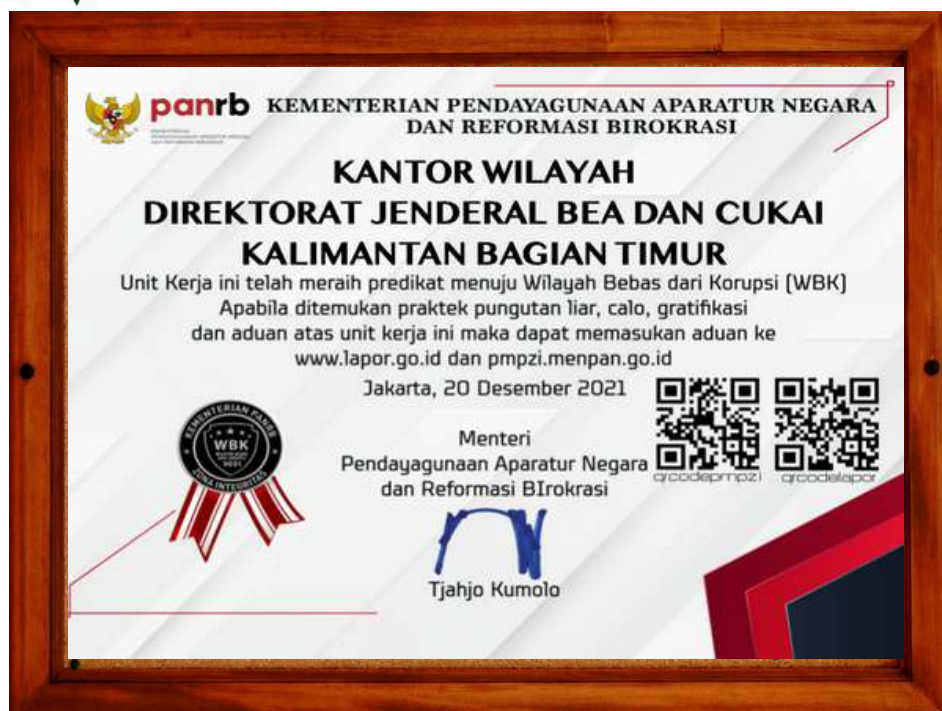 panrb
KEMENTERIAN PENDAYAGUNAAN APARATUR NEGARA
DAN REFORMASI BIROKRASI
KANTOR WILAYAH
DIREKTORAT JENDERAL BEA DAN CUKAI
KALIMANTAN BAGIAN TIMUR
Unit Kerja ini telah meraih predikat menuju Wilayah Bebas dari Korupsi (WBK)
Apabila ditemukan praktek pungutan liar, calo, gratifikasi
dan aduan atas unit kerja ini maka dapat memasukan aduan ke
www.lapor.go.id dan pmpzi.menpan.go.id
Jakarta, 20 Desember 2021
Menteri
Pendayagunaan Aparatur Negara
dan Reformasi BIrokrasi
Tjahjo Kumolo
KEMENTERIAN PANRB
WBK
2021
ZONA INTEGRITAS
qrcodepmpzi
qrcodelapor